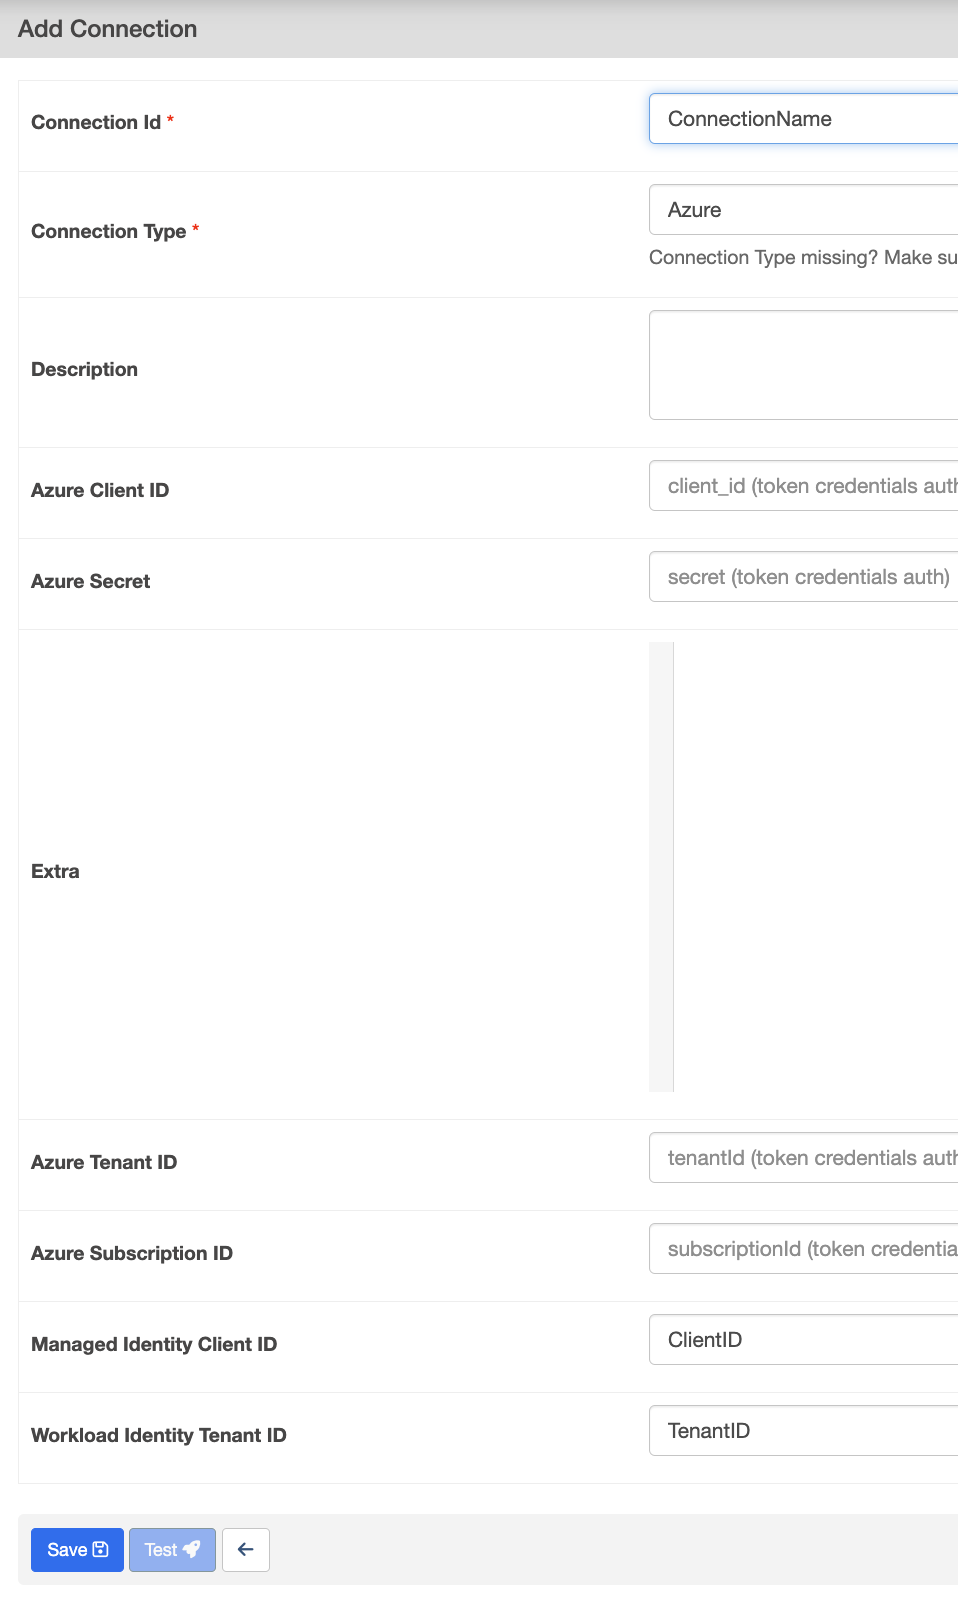 Add Connection
Connection Id *
ConnectionName
Connection Type *
Azure
Connection Type missing? Make su
Description
Azure Client ID
client_id (token credentials auth
Azure Secret
secret (token credentials auth)
Extra
Azure Tenant ID
tenantId (token credentials auth
Azure Subscription ID
subscriptionId (token credentia
Managed Identity Client ID
ClientID
Workload Identity Tenant ID
TenantID
Save Test